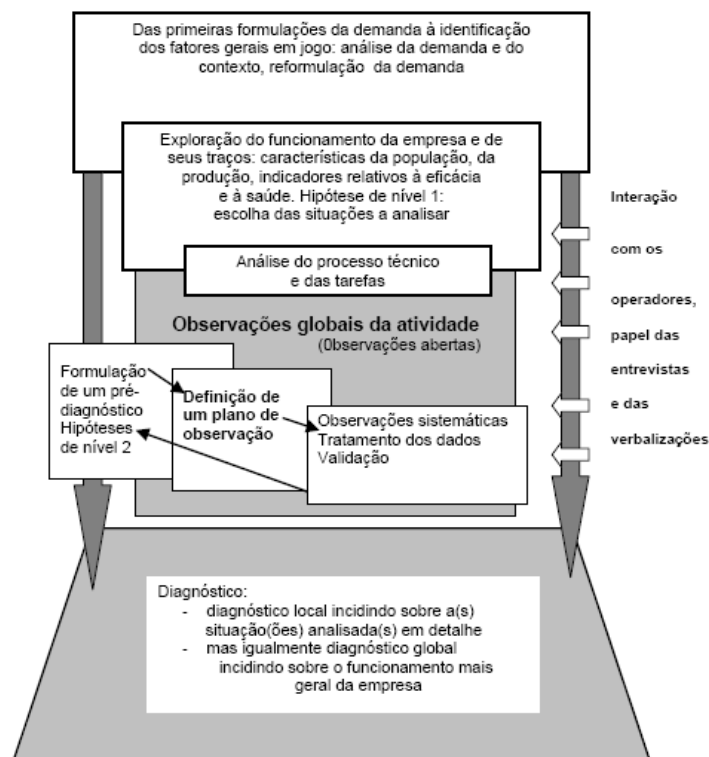 Das primeiras formulações da demanda à identificação
dos fatores gerais em jogo: análise da demanda e do
contexto, reformulação da demanda
Exploração do funcionamento da empresa e de
seus traços: características da população, da
produção, indicadores relativos à eficácia
e à saúde. Hipótese de nível 1:
escolha das situações a analisar
Análise do processo técnico
e das tarefas
Observações globais da atividade
(0bservações abertas)
Formulação
de um pré-
diagnóstico
Hipóteses
de nível 2
Definição de
um plano de
observação
Observações sistemáticas
Tratamento dos dados
Validação
Interação
com os
operadores,
papel das
entrevistas
e das
verbalizações
Diagnóstico:
- diagnóstico local incidindo sobre a(s)
situação(ões) analisada(s) em detalhe
- mas igualmente diagnóstico global
incidindo sobre o funcionamento mais
geral da empresa